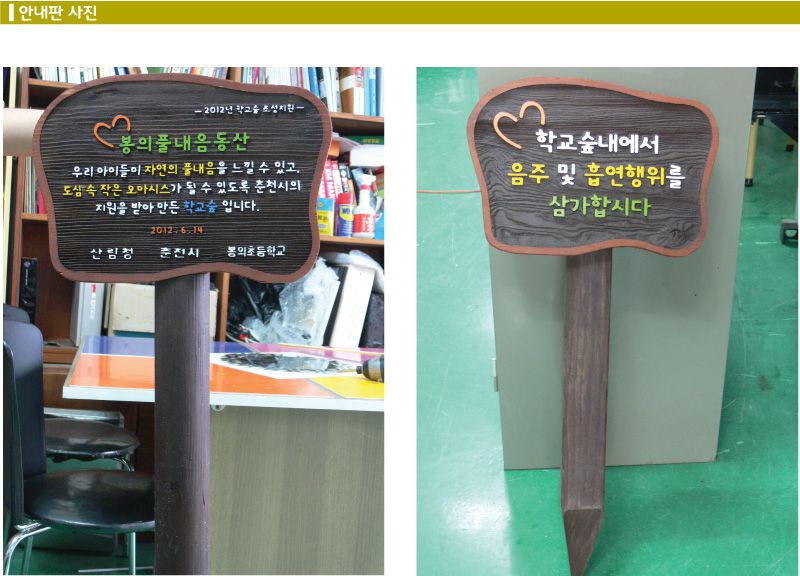 안내판 사진
－2012년 학교숲 조성지원－
봉의풀내음동산
우리 아이들이 자연의 풀내음을 느낄 수 있고,
도심 속 작은 오아시스가 될 수 있도록 춘천시의
지원을 받아 만든 학교숲 입니다.
2012.6.14
산림청 춘천시 봉의초등학교
학교숲내에서
음주 및 흡연행위를
삼가합시다